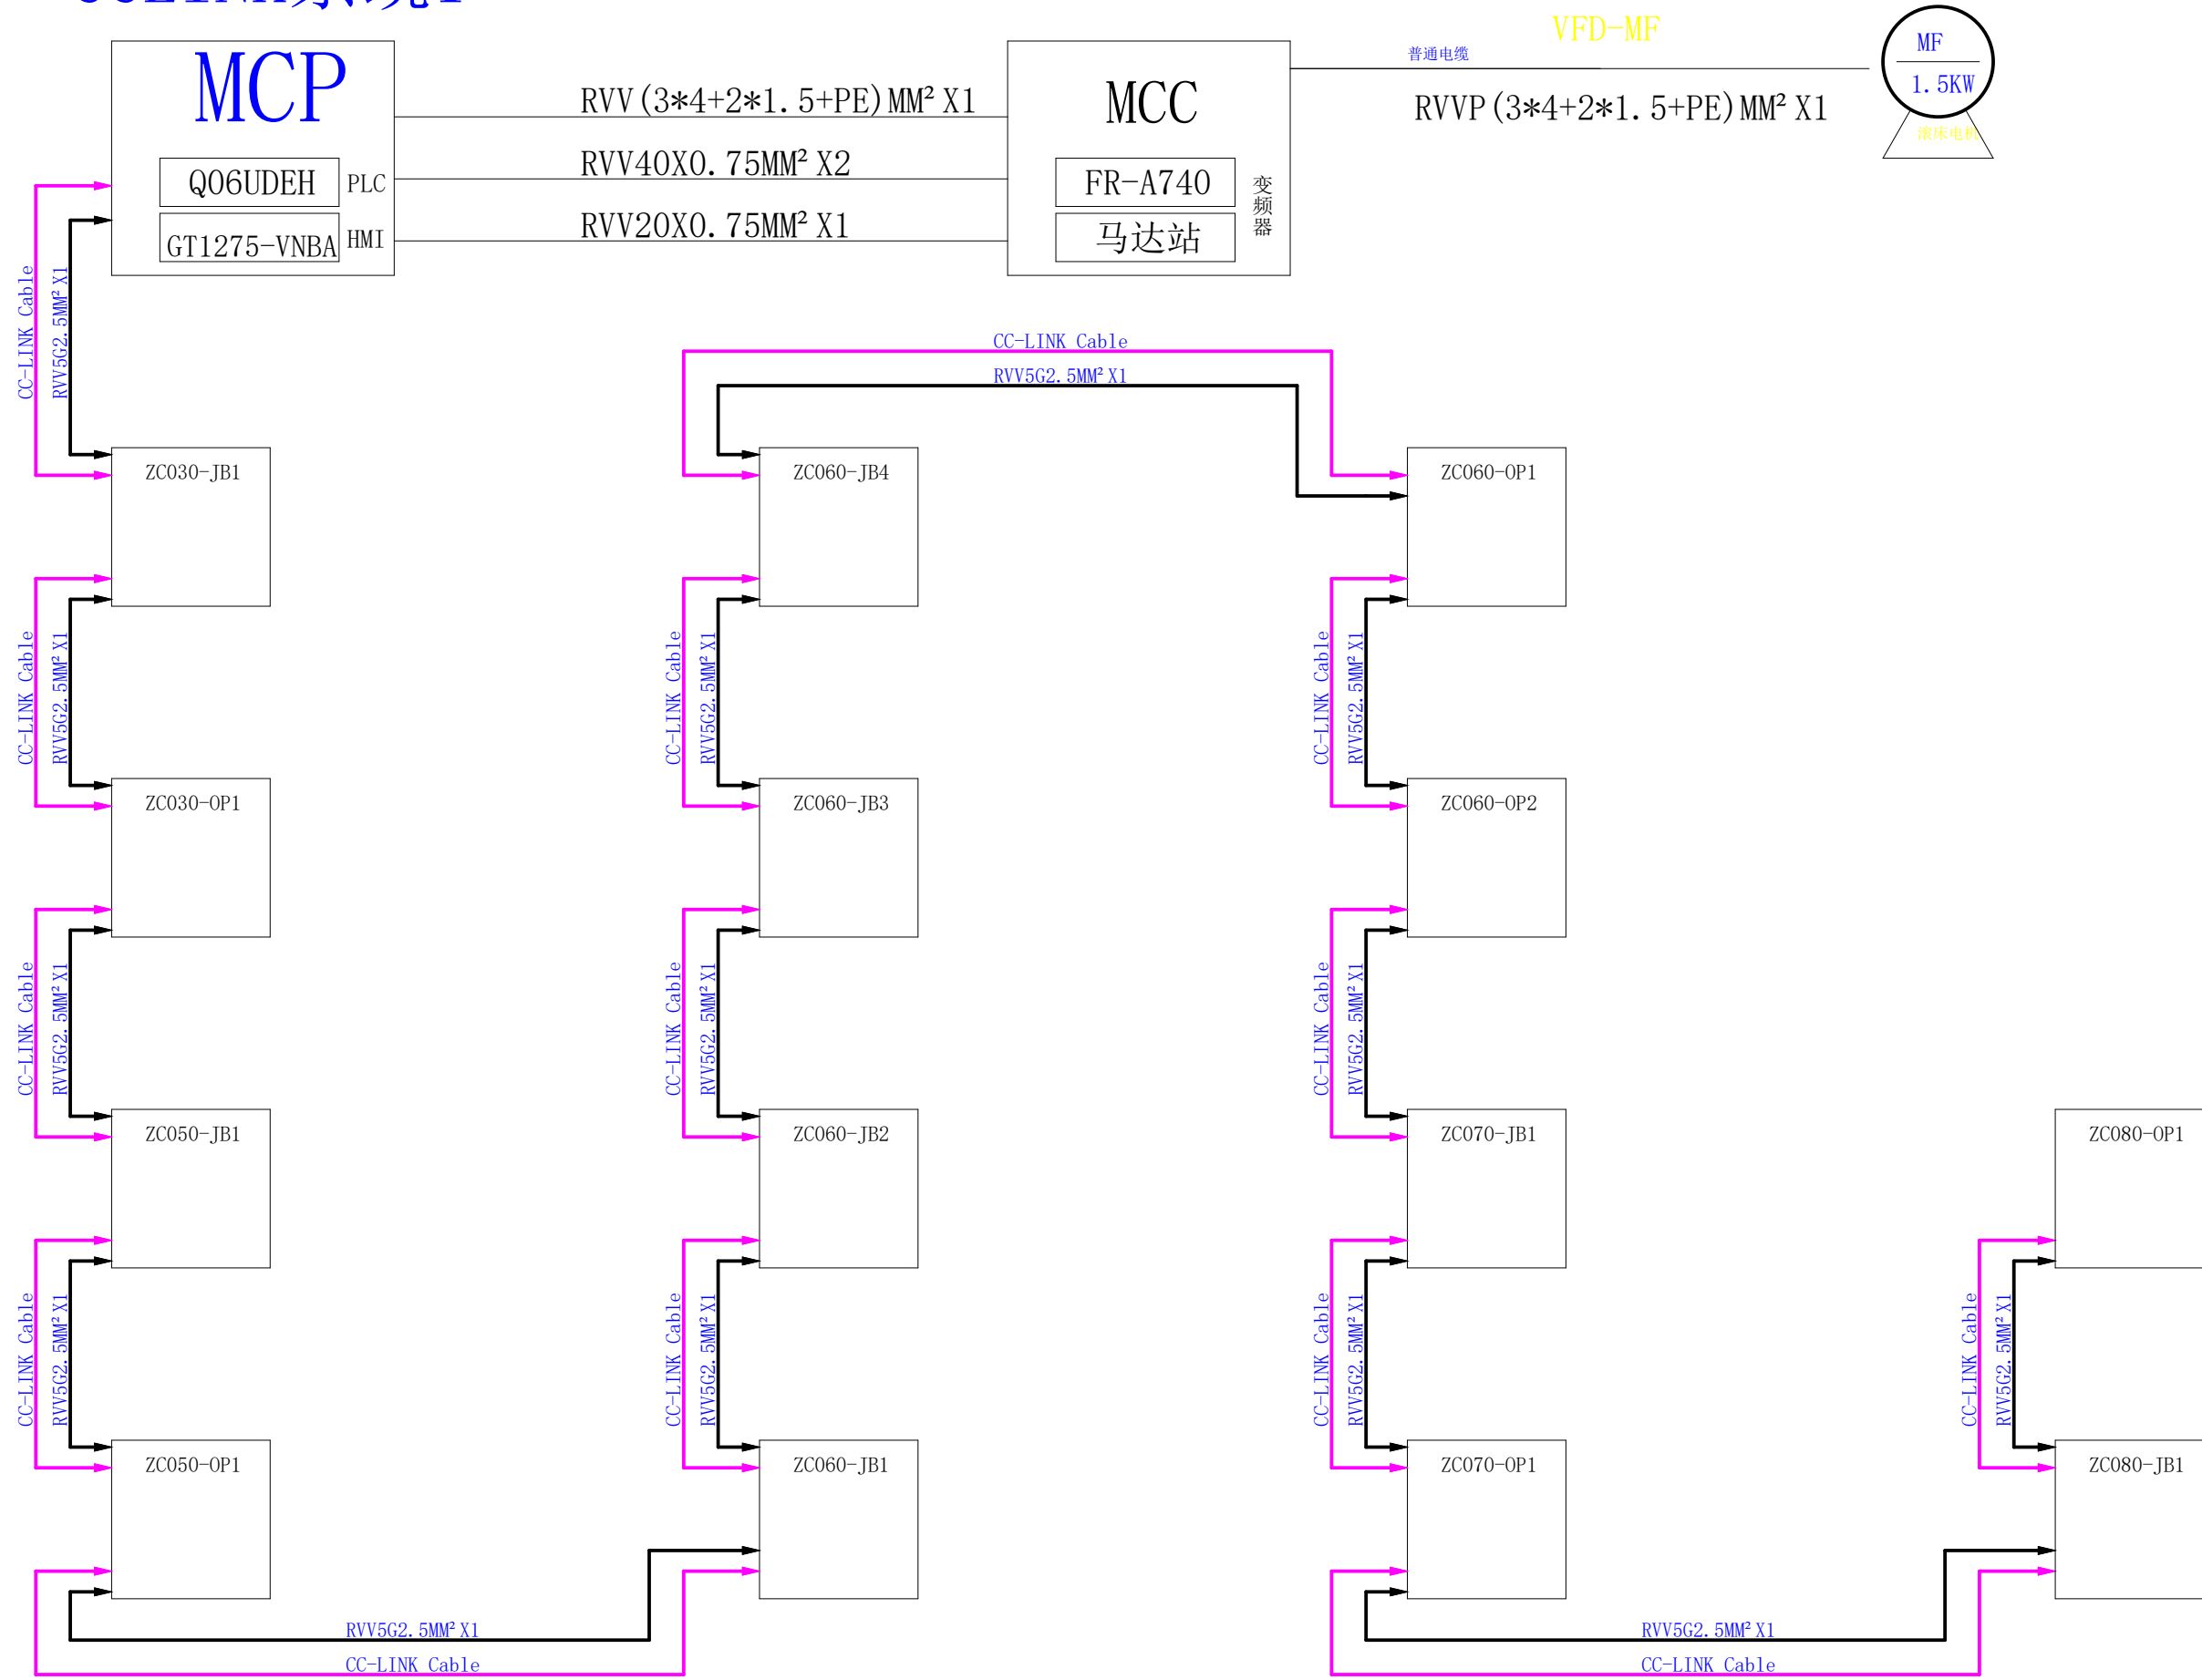 VFD-MF
普通电缆
MF
1.5KW
滚床电机
MCP
RVV(3*4+2*1.5+PE)MM² X1
MCC
RVVP(3*4+2*1.5+PE)MM² X1
Q06UDEH PLC
RVV40X0.75MM² X2
FR-A740
变频器
GT1275-VNBA HMI
RVV20X0.75MM² X1
马达站
CC-LINK Cable
RVV5G2.5MM² X1
CC-LINK Cable
RVV5G2.5MM² X1
ZC030-JB1
ZC060-JB4
ZC060-OP1
CC-LINK Cable
RVV5G2.5MM² X1
CC-LINK Cable
RVV5G2.5MM² X1
CC-LINK Cable
RVV5G2.5MM² X1
ZC030-OP1
ZC060-JB3
ZC060-OP2
CC-LINK Cable
RVV5G2.5MM² X1
CC-LINK Cable
RVV5G2.5MM² X1
CC-LINK Cable
RVV5G2.5MM² X1
ZC050-JB1
ZC060-JB2
ZC070-JB1
ZC080-OP1
CC-LINK Cable
RVV5G2.5MM² X1
CC-LINK Cable
RVV5G2.5MM² X1
CC-LINK Cable
RVV5G2.5MM² X1
CC-LINK Cable
RVV5G2.5MM² X1
ZC050-OP1
ZC060-JB1
ZC070-OP1
ZC080-JB1
RVV5G2.5MM² X1
RVV5G2.5MM² X1
CC-LINK Cable
CC-LINK Cable